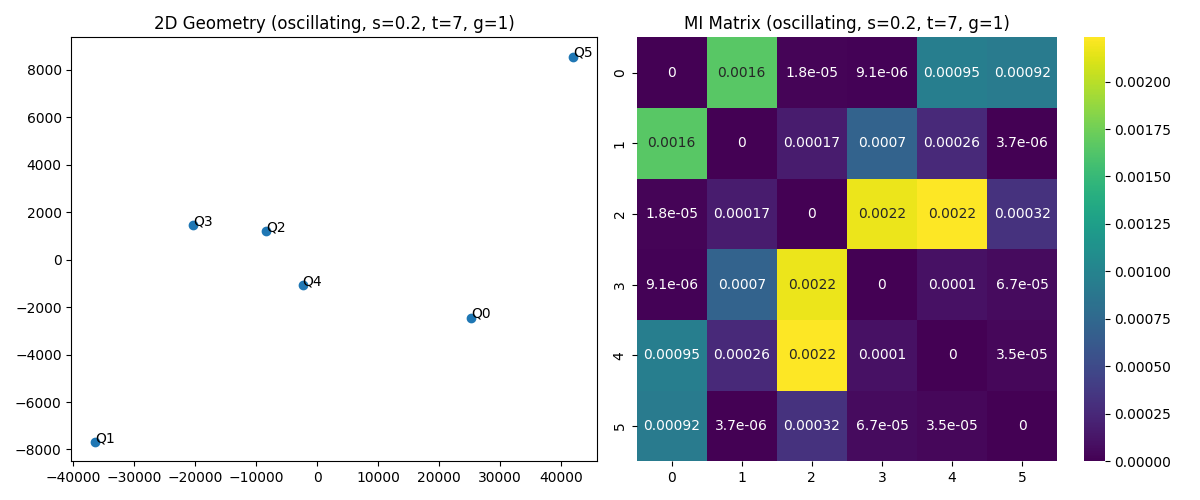 2D Geometry (oscillating, s=0.2, t=7, g=1)
8000
6000
4000
2000
0
−2000
−4000
−6000
−8000
Q5
Q3
Q2
Q4
Q0
Q1
−40000 −30000 −20000 −10000 0 10000 20000 30000 40000
MI Matrix (oscillating, s=0.2, t=7, g=1)
0 0 0.0016 1.8e-05 9.1e-06 0.00095 0.00092
1 0.0016 0 0.00017 0.0007 0.00026 3.7e-06
2 1.8e-05 0.00017 0 0.0022 0.0022 0.00032
3 9.1e-06 0.0007 0.0022 0 0.0001 6.7e-05
4 0.00095 0.00026 0.0022 0.0001 0 3.5e-05
5 0.00092 3.7e-06 0.00032 6.7e-05 3.5e-05 0
0 1 2 3 4 5
0.00200
0.00175
0.00150
0.00125
0.00100
0.00075
0.00050
0.00025
0.00000